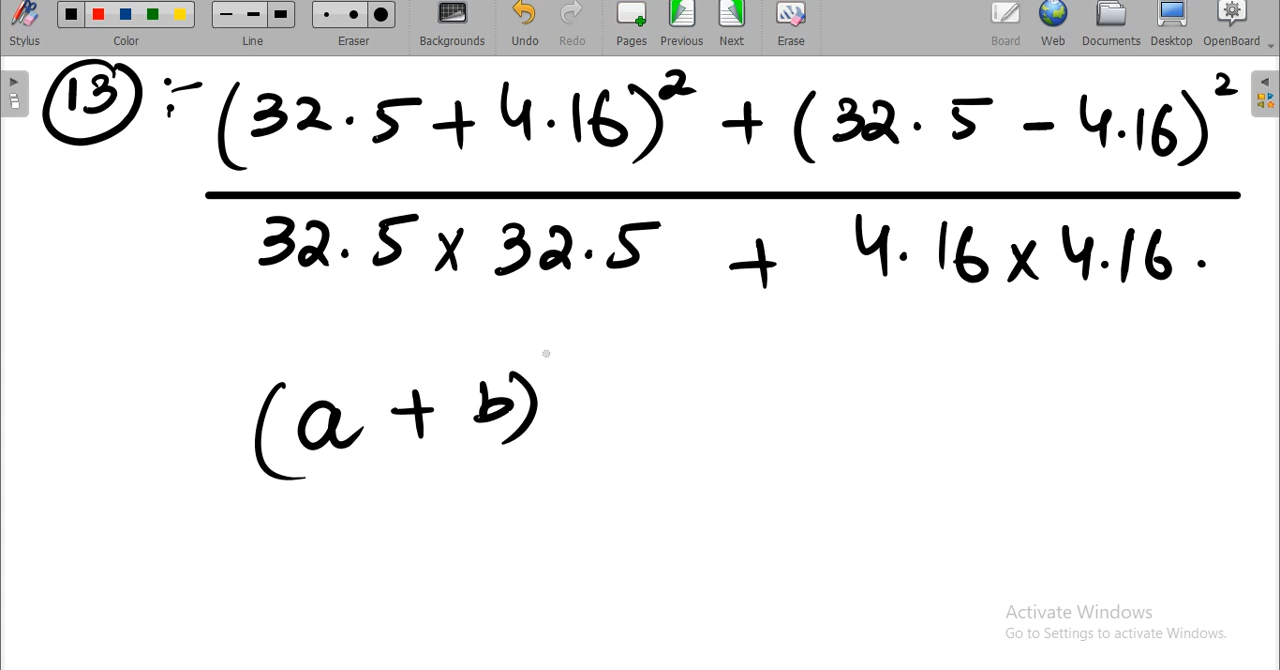 Stylus Color Line Eraser Backgrounds Undo Redo Pages Previous Next Erase Board Web Documents Desktop OpenBoard
13 :- (32.5 + 4.16)² + (32.5 - 4.16)²
32.5 x 32.5 + 4.16 x 4.16 .
(a + b)
Activate Windows
Go to Settings to activate Windows.